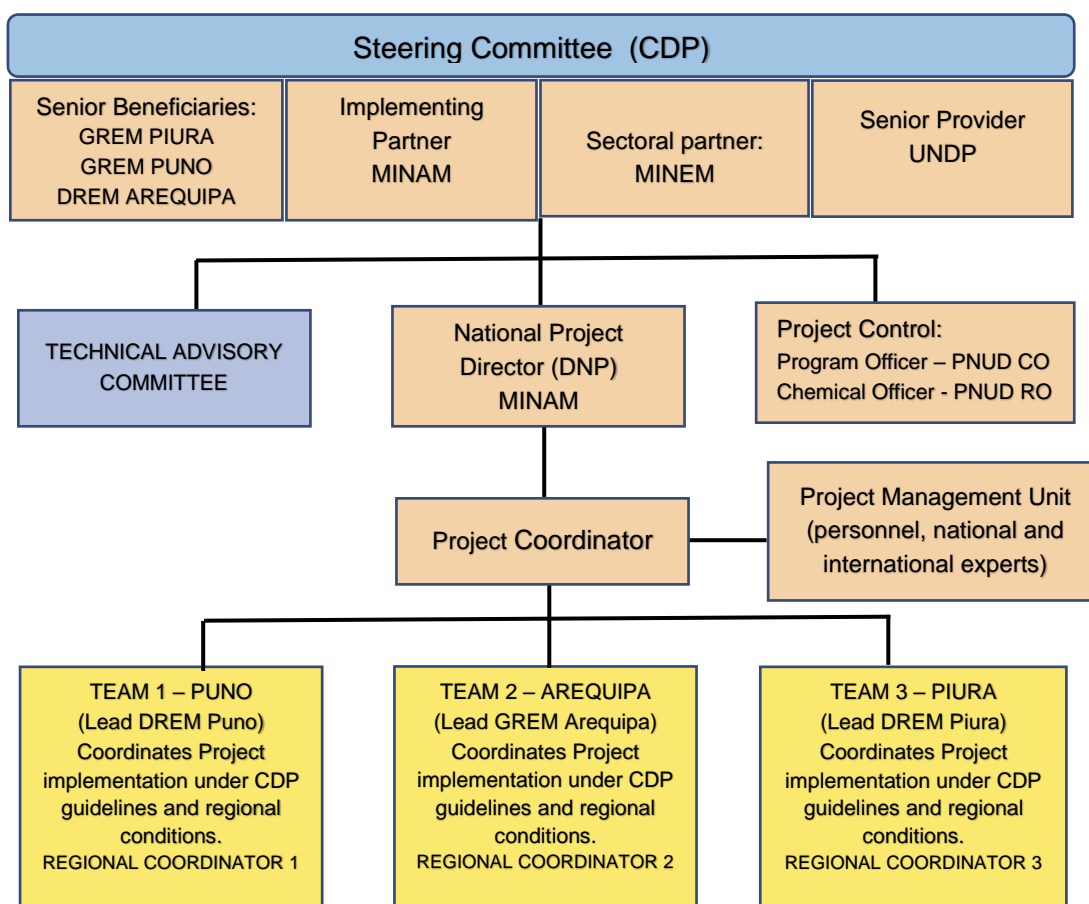 Steering Committee (CDP)
Senior Beneficiaries:
GREM PIURA
GREM PUNO
DREM AREQUIPA
Implementing
Partner
MINAM
Sectoral partner:
MINEM
Senior Provider
UNDP
TECHNICAL ADVISORY
COMMITTEE
National Project
Director (DNP)
MINAM
Project Control:
Program Officer – PNUD CO
Chemical Officer - PNUD RO
Project Coordinator
Project Management Unit
(personnel, national and
international experts)
TEAM 1 – PUNO
(Lead DREM Puno)
Coordinates Project
implementation under CDP
guidelines and regional
conditions.
REGIONAL COORDINATOR 1
TEAM 2 – AREQUIPA
(Lead GREM Arequipa)
Coordinates Project
implementation under CDP
guidelines and regional
conditions.
REGIONAL COORDINATOR 2
TEAM 3 – PIURA
(Lead DREM Piura)
Coordinates Project
implementation under CDP
guidelines and regional
conditions.
REGIONAL COORDINATOR 3